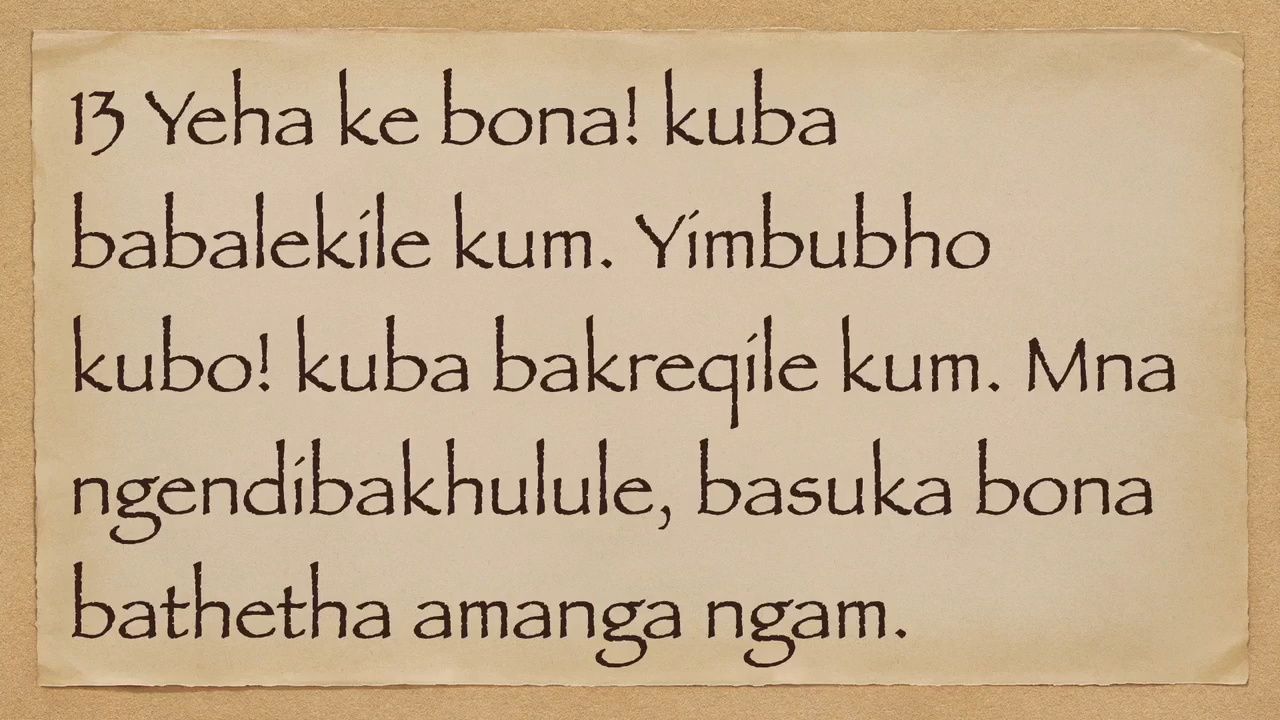 13 Yeha ke bona! kuba
babalekile kum. Yimbubho
kubo! kuba bakreqile kum. Mna
ngendibakhulule, basuka bona
bathetha amanga ngam.